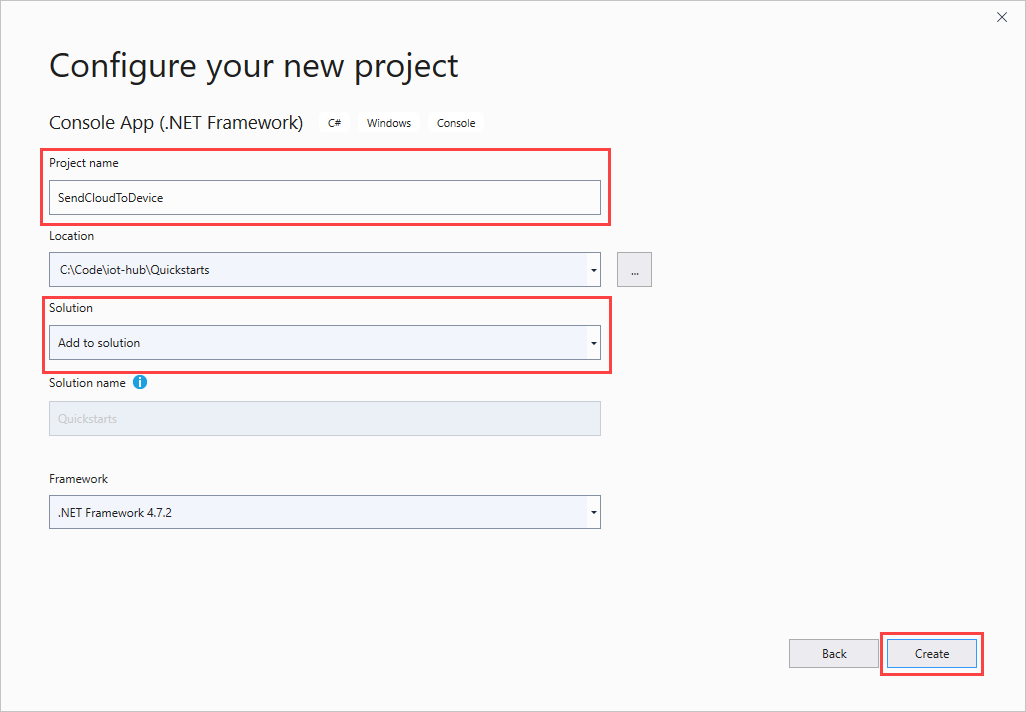 Configure your new project
Console App (.NET Framework) C# Windows Console
Project name
SendCloudToDevice
Location
C:\Code\iot-hub\Quickstarts
...
Solution
Add to solution
Solution name i
Quickstarts
Framework
.NET Framework 4.7.2
Back Create